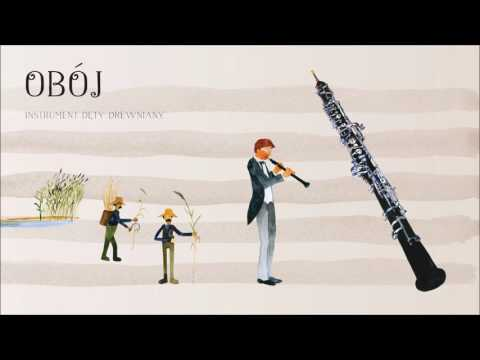 OBÓJ
INSTRUMENT DĘTY DREWNIANY